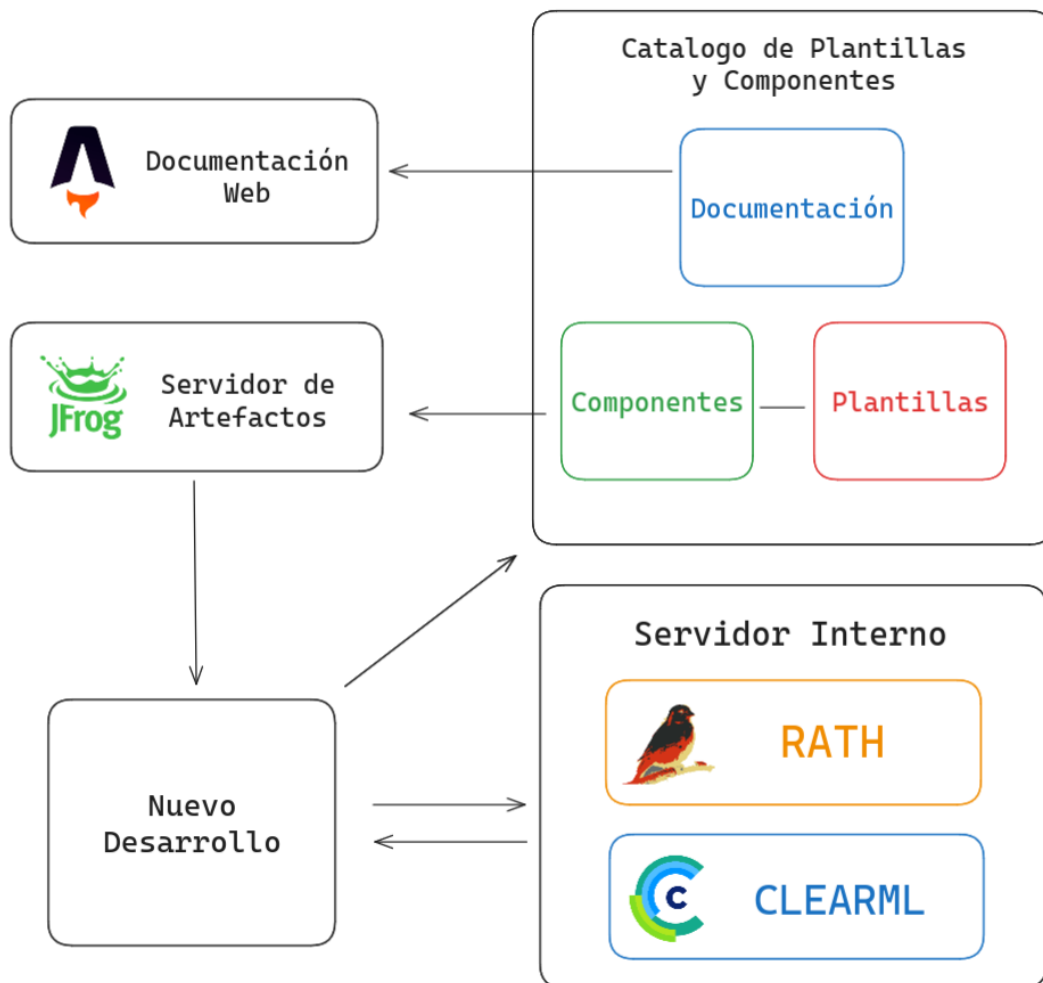 Catalogo de Plantillas
y Componentes
Documentación
Web
Documentación
JFrog
Servidor de
Artefactos
Componentes
Plantillas
Servidor Interno
RATH
Nuevo
Desarrollo
C
CLEARML